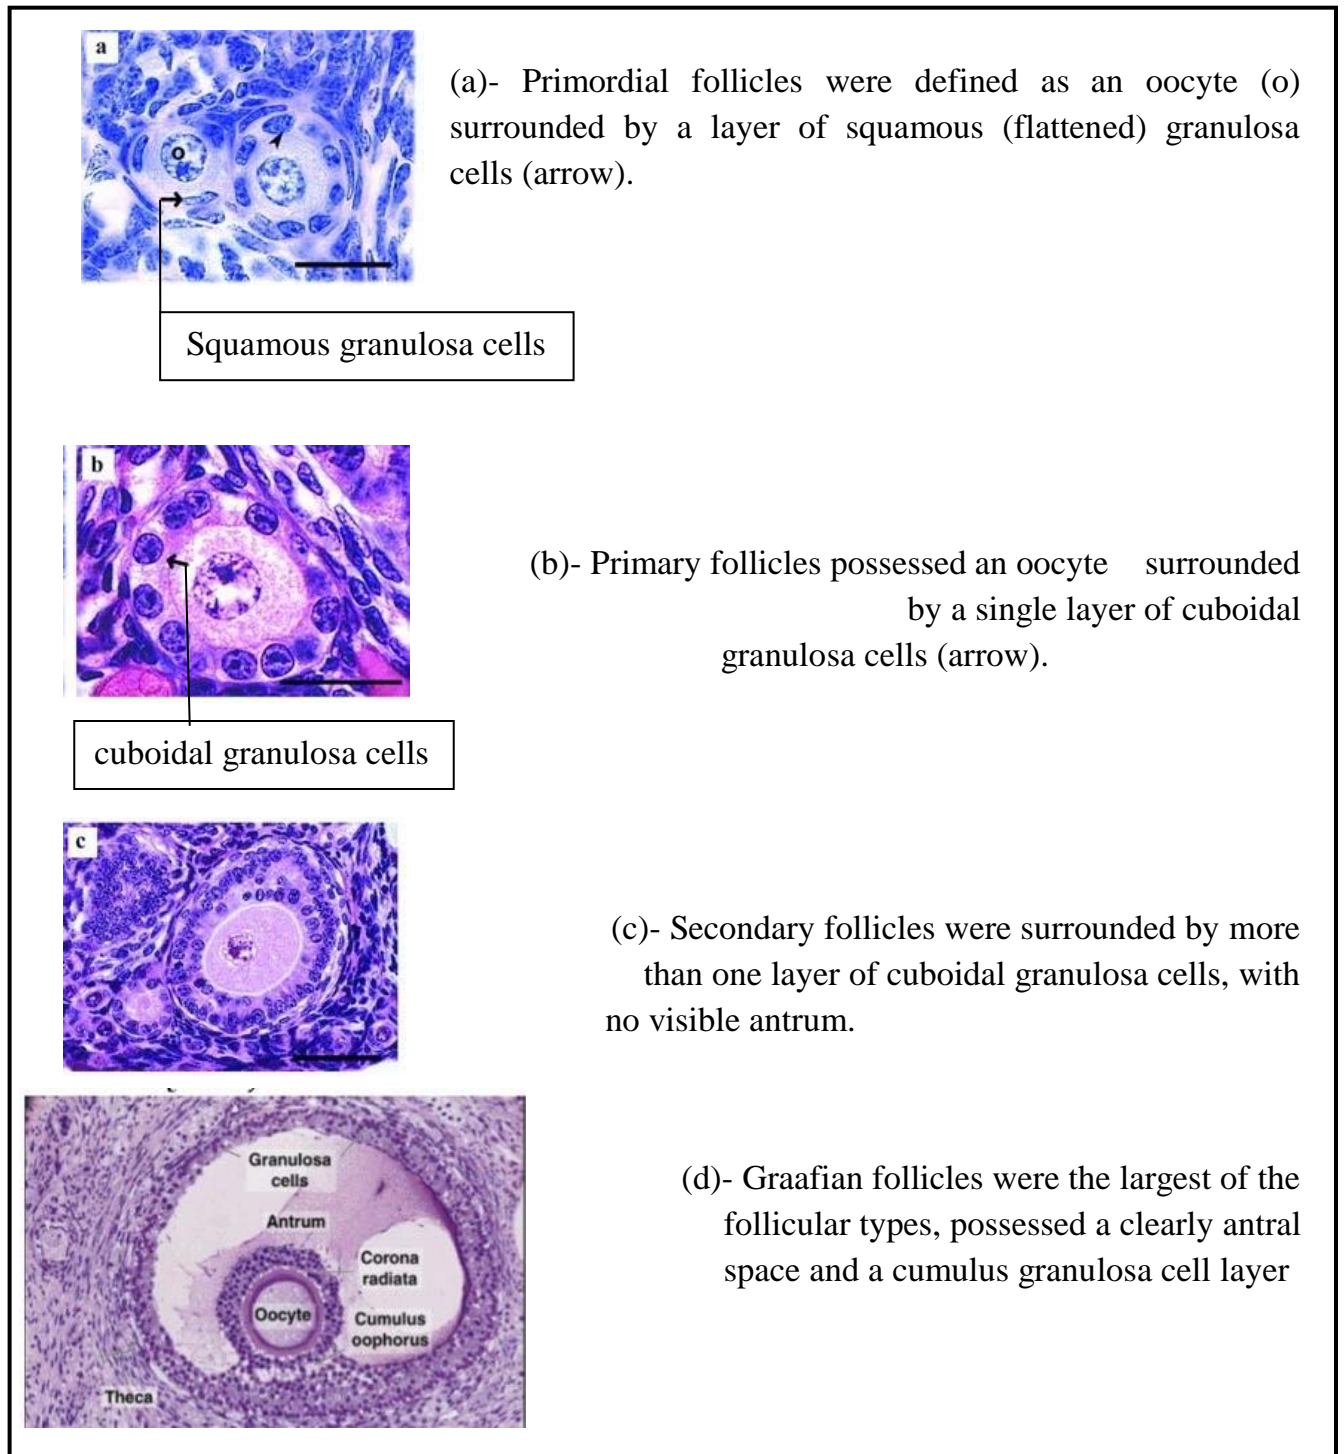 a
(a)- Primordial follicles were defined as an oocyte (o)
surrounded by a layer of squamous (flattened) granulosa
cells (arrow).
o
Squamous granulosa cells
b
(b)- Primary follicles possessed an oocyte surrounded
by a single layer of cuboidal
granulosa cells (arrow).
cuboidal granulosa cells
c
(c)- Secondary follicles were surrounded by more
than one layer of cuboidal granulosa cells, with
no visible antrum.
Granulosa
cells
Antrum
Corona
radiata
Oocyte
Cumulus
oophorus
Theca
(d)- Graafian follicles were the largest of the
follicular types, possessed a clearly antral
space and a cumulus granulosa cell layer